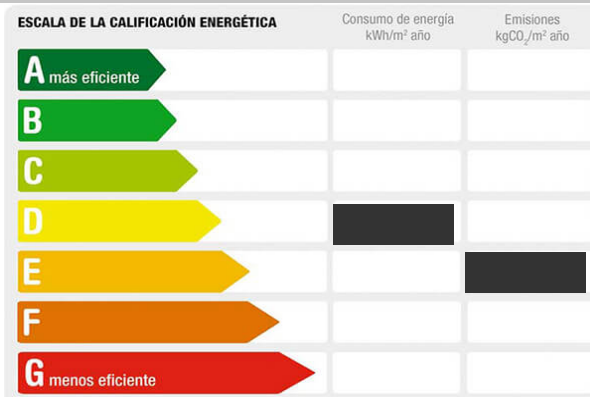 ESCALA DE LA CALIFICACIÓN ENERGÉTICA
Consumo de energía
kWh/m² año
Emisiones
kgCO₂/m² año
A más eficiente
B
C
D
E
F
G menos eficiente